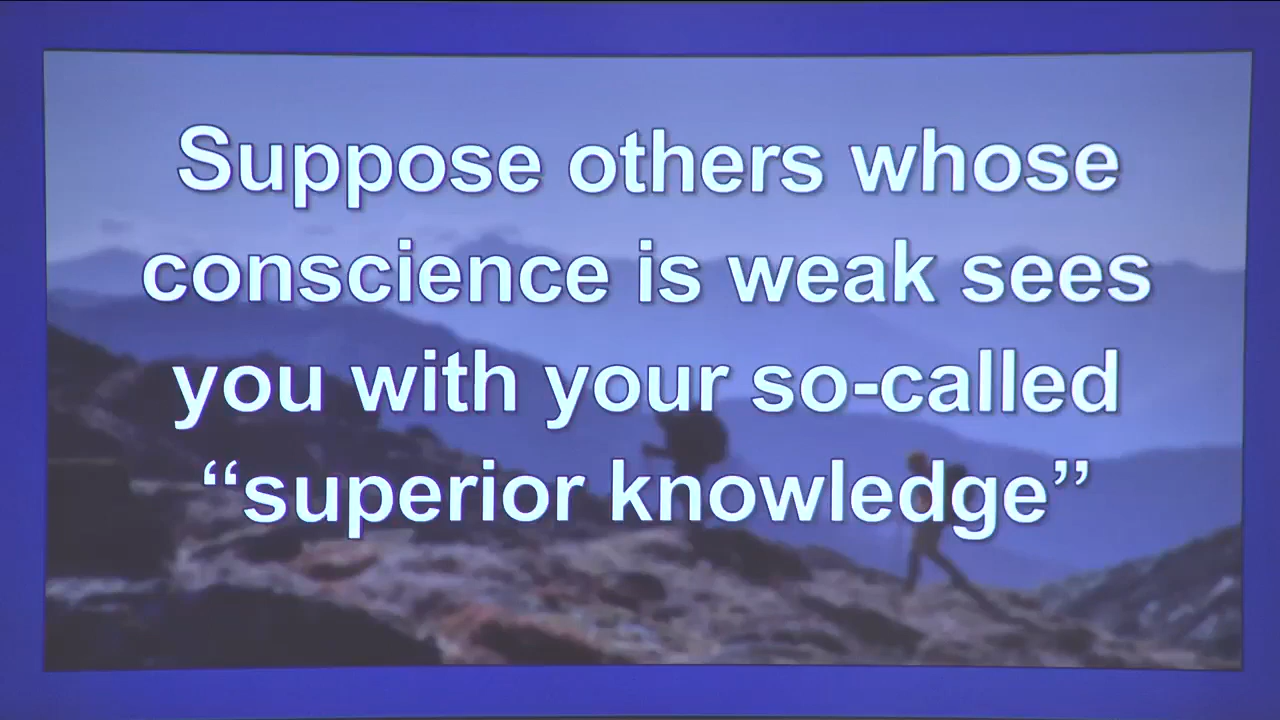 Suppose others whose
conscience is weak sees
you with your so-called
“superior knowledge”